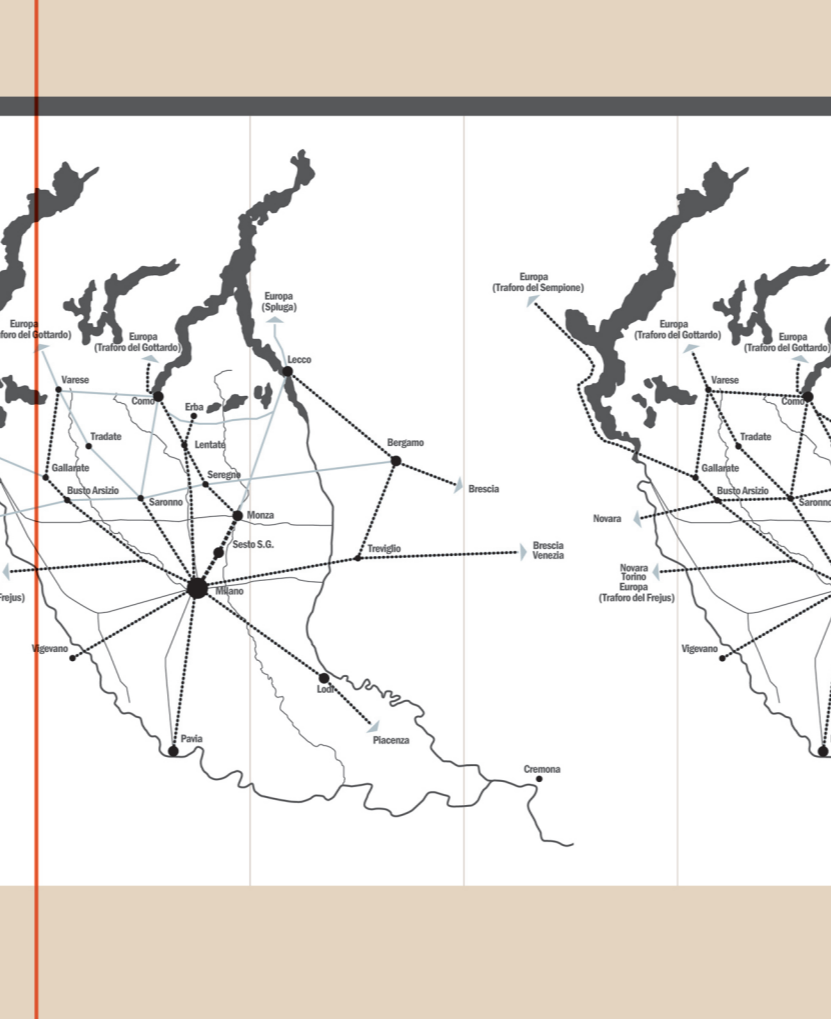 Europa
(Spluga)
Europa
foro del Gottardo)
Europa
(Traforo del Gottardo)
Lecco
Varese
Como
Erba
Tradate
Lentate
Bergamo
Gallarate
Seregno
Busto Arsizio
Saronno
Brescia
Monza
Sesto S.G.
Treviglio
Brescia
Venezia
Milano
Frejus)
Vigevano
Lodi
Pavia
Piacenza
Cremona
Europa
(Traforo del Sempione)
Europa
(Traforo del Gottardo)
Europa
(Traforo del Gottardo)
Varese
Como
Tradate
Gallarate
Busto Arsizio
Saronno
Novara
Novara
Torino
Europa
(Traforo del Frejus)
Vigevano